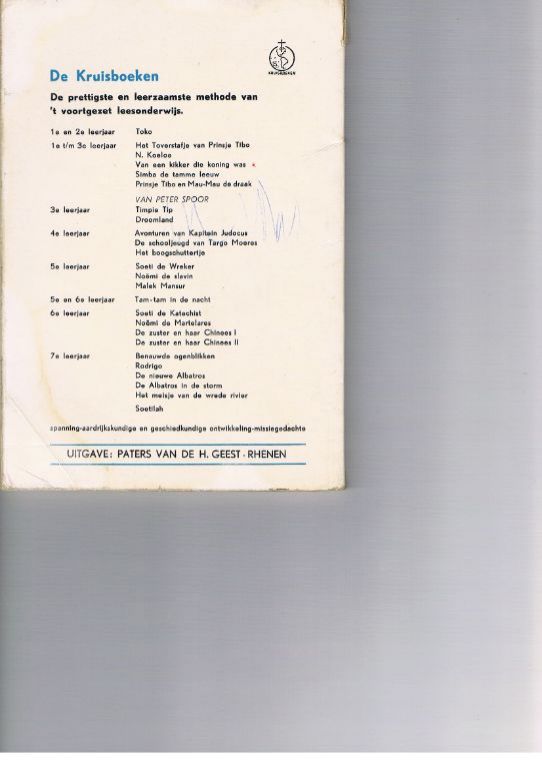 KRUISBOEKEN
De Kruisboeken
De prettigste en leerzaamste methode van
't voortgezet leesonderwijs.
1e en 2e leerjaar Toko
1e t/m 3e leerjaar Het Toverstafje van Prinsje Tibo
N. Koeloe
Van een kikker die koning was
Simba de tamme leeuw
Prinsje Tibo en Mau-Mau de draak
VAN PETER SPOOR
3e leerjaar Timpie Tip
Droomland
4e leerjaar Avonturen van Kapitein Judocus
De schooljeugd van Targo Moeres
Het boogschuttertje
5e leerjaar Soeti de Wreker
Noëmi de slavin
Malek Mansur
5e en 6e leerjaar Tam-tam in de nacht
6e leerjaar Soeti de Katechist
Noëmi de Martelares
De zuster en haar Chinees I
De zuster en haar Chinees II
7e leerjaar Benauwde ogenblikken
Rodrigo
De nieuwe Albatros
De Albatros in de storm
Het meisje van de wrede rivier
Soetilah
spanning-aardrijkskundige en geschiedkundige ontwikkeling-missiegedachte
UITGAVE: PATERS VAN DE H. GEEST - RHENEN